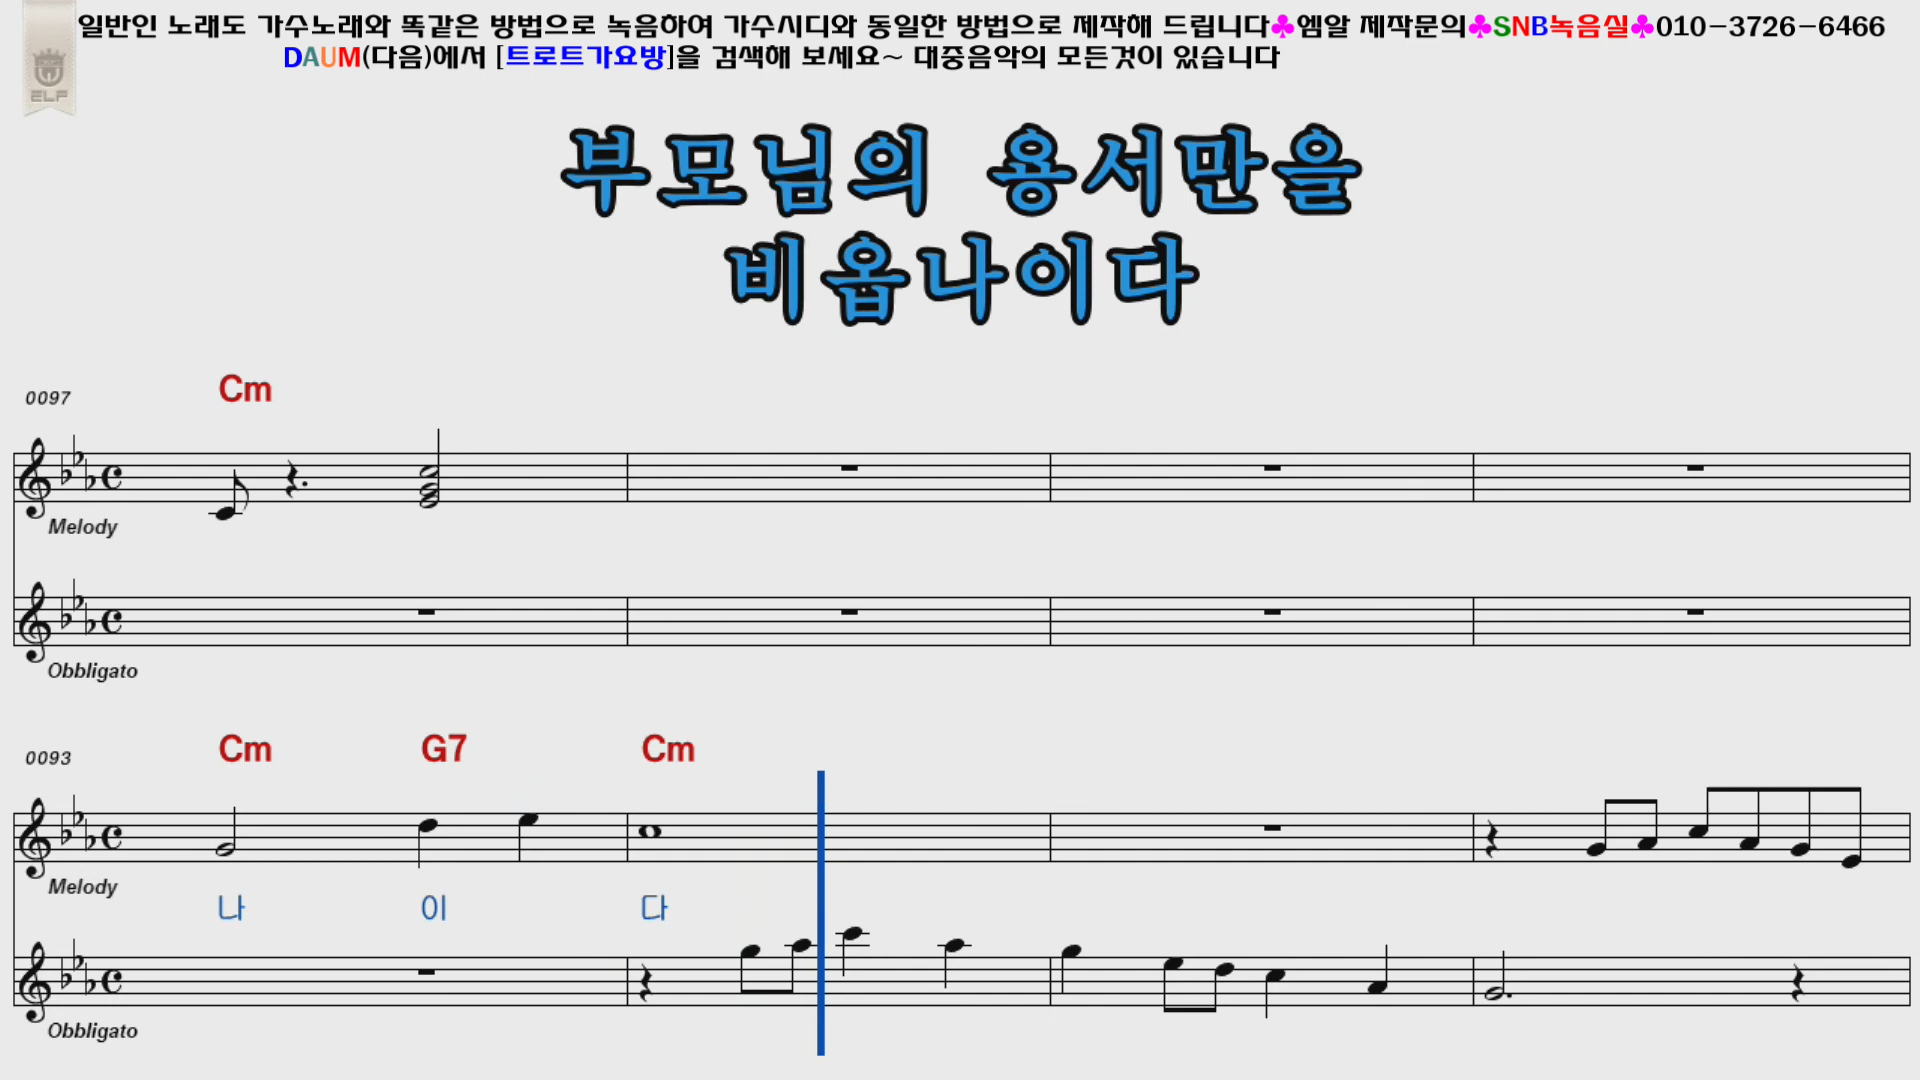 일반인 노래도 가수노래와 똑같은 방법으로 녹음하여 가수시디와 동일한 방법으로 제작해 드립니다♣엠알 제작문의♣SNB녹음실♣010-3726-6466
DAUM(다음)에서 [트로트가요방]을 검색해 보세요~ 대중음악의 모든것이 있습니다
ELF
부모님의 용서만을
비옵나이다
0097 Cm
Melody
Obbligato
0093 Cm G7 Cm
Melody
나 이 다
Obbligato